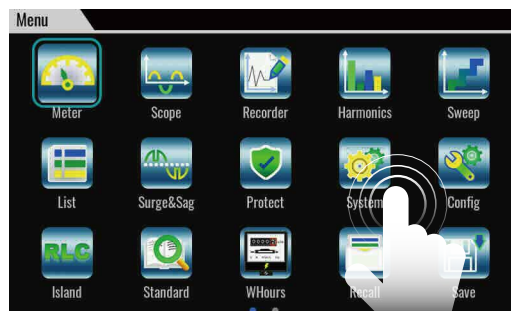 Menu
Meter Scope Recorder Harmonics Sweep
List Surge&Sag Protect System Config
RLC
Island Standard WHours Recall Save